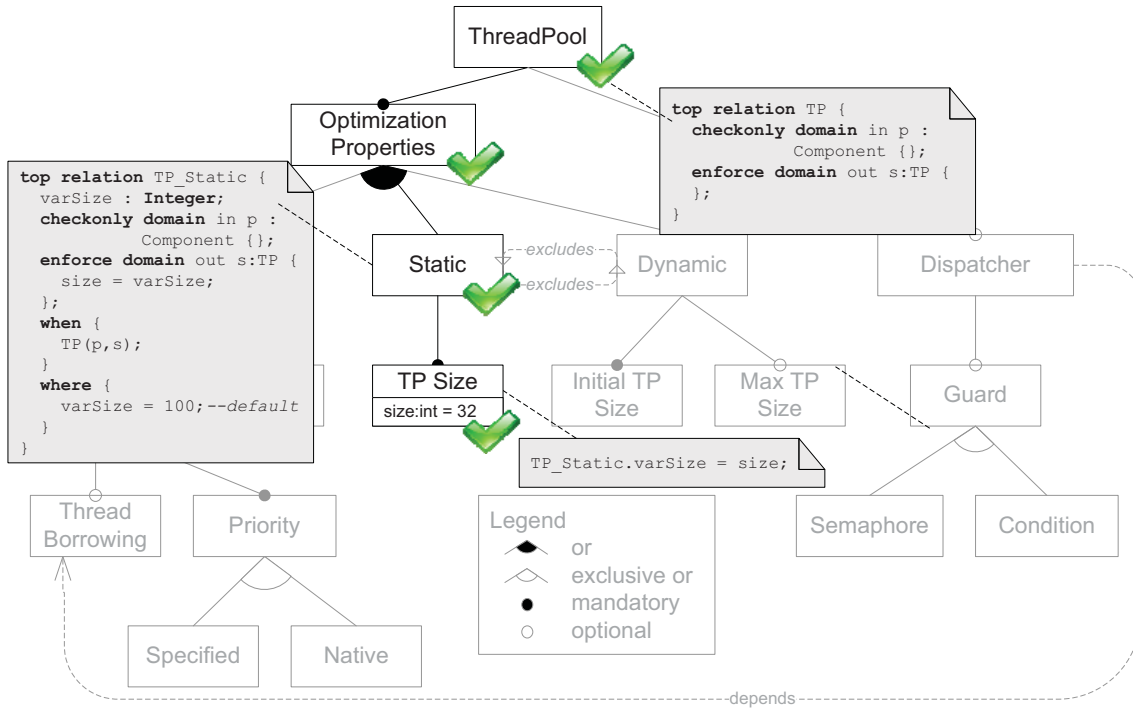 ThreadPool
Optimization
Properties
top relation TP {
checkonly domain in p :
Component {};
enforce domain out s:TP {
};
}
top relation TP_Static {
varSize : Integer;
checkonly domain in p :
Component {};
enforce domain out s:TP {
size = varSize;
};
when {
TP(p,s);
}
where {
varSize = 100;--default
}
}
Static
excludes
excludes
Dynamic
Dispatcher
TP Size
size:int = 32
Initial TP
Size
Max TP
Size
Guard
TP_Static.varSize = size;
Thread
Borrowing
Priority
Legend
or
exclusive or
mandatory
optional
Semaphore
Condition
Specified
Native
depends